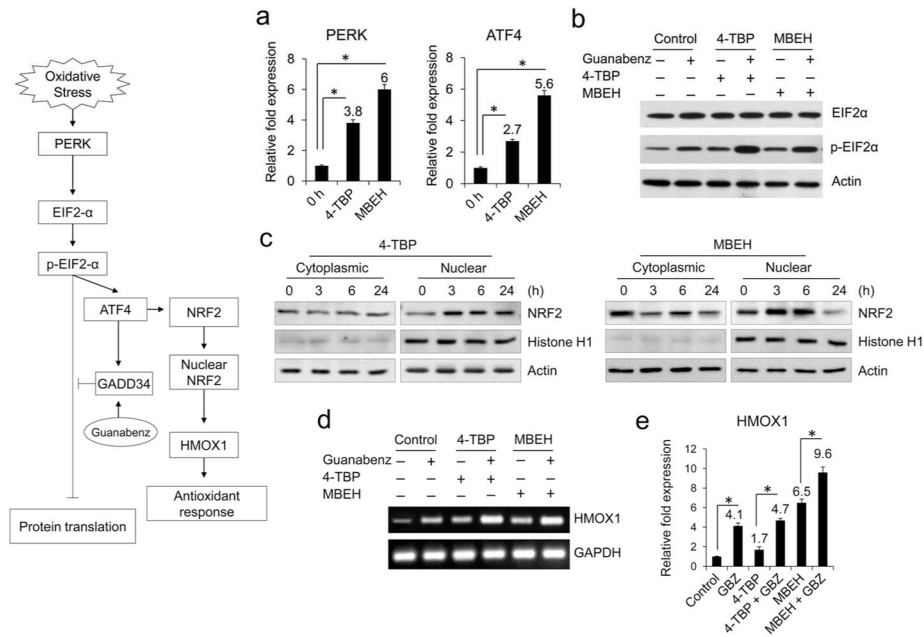 Oxidative
Stress
PERK
EIF2-α
p-EIF2-α
ATF4
NRF2
GADD34
Nuclear
NRF2
Guanabenz
HMOX1
Protein translation
Antioxidant
response
a
PERK
Relative fold expression
8
6
4
2
0
*
*
3.8
6
0 h
4-TBP
MBEH
ATF4
Relative fold expression
8
6
4
2
0
*
*
2.7
5.6
0 h
4-TBP
MBEH
b
Control 4-TBP MBEH
Guanabenz – + – + – +
4-TBP – – + + – –
MBEH – – – – + +
EIF2α
p-EIF2α
Actin
c
4-TBP
Cytoplasmic Nuclear
0 3 6 24 0 3 6 24 (h)
NRF2
Histone H1
Actin
MBEH
Cytoplasmic Nuclear
0 3 6 24 0 3 6 24 (h)
NRF2
Histone H1
Actin
d
Control 4-TBP MBEH
Guanabenz – + – + – +
4-TBP – – + + – –
MBEH – – – – + +
HMOX1
GAPDH
e
HMOX1
Relative fold expression
12
10
8
6
4
2
0
* 4.1
1.7 * 4.7
6.5 * 9.6
Control
GBZ
4-TBP
4-TBP + GBZ
MBEH
MBEH + GBZ